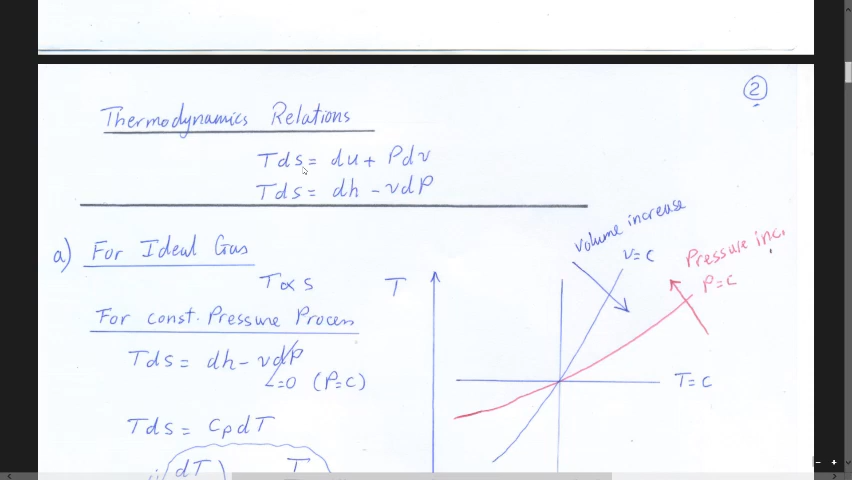 2
Thermodynamics Relations
Tds = du + Pdv
Tds = dh - vdP
a) For Ideal Gas
T ∝ s
For const. Pressure Process
Tds = dh - vdP
∠=0 (P=C)
Tds = CpdT
dT
T
T
volume increase
v=C
Pressure inc.
P=C
T=C